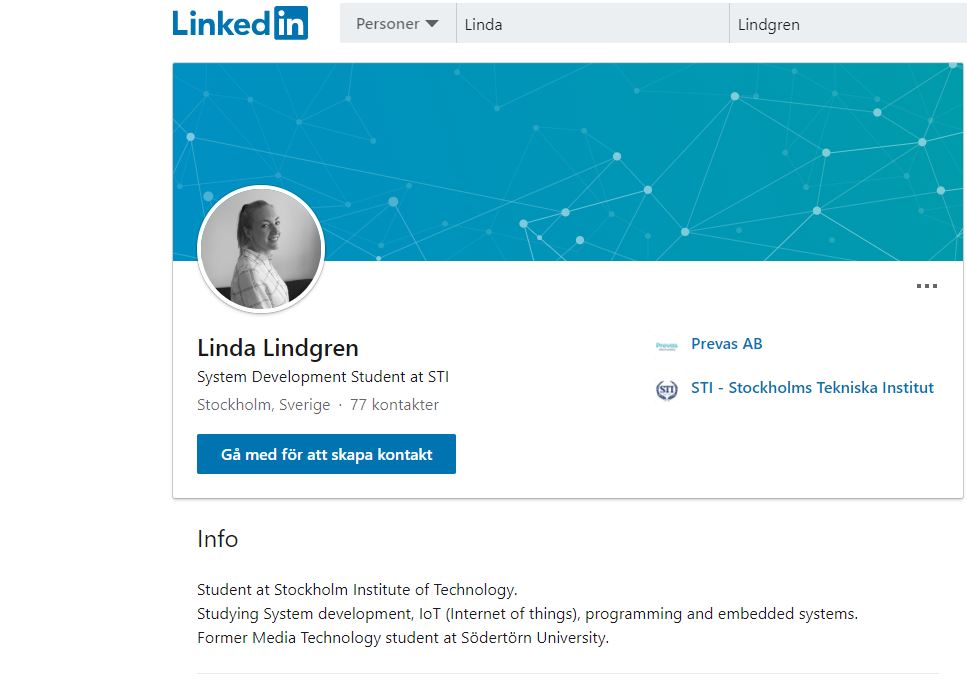 LinkedIn
Personer
Linda
Lindgren
Linda Lindgren
System Development Student at STI
Stockholm, Sverige · 77 kontakter
Gå med för att skapa kontakt
Prevas
Prevas AB
STI
STI - Stockholms Tekniska Institut
Info
Student at Stockholm Institute of Technology.
Studying System development, IoT (Internet of things), programming and embedded systems.
Former Media Technology student at Södertörn University.